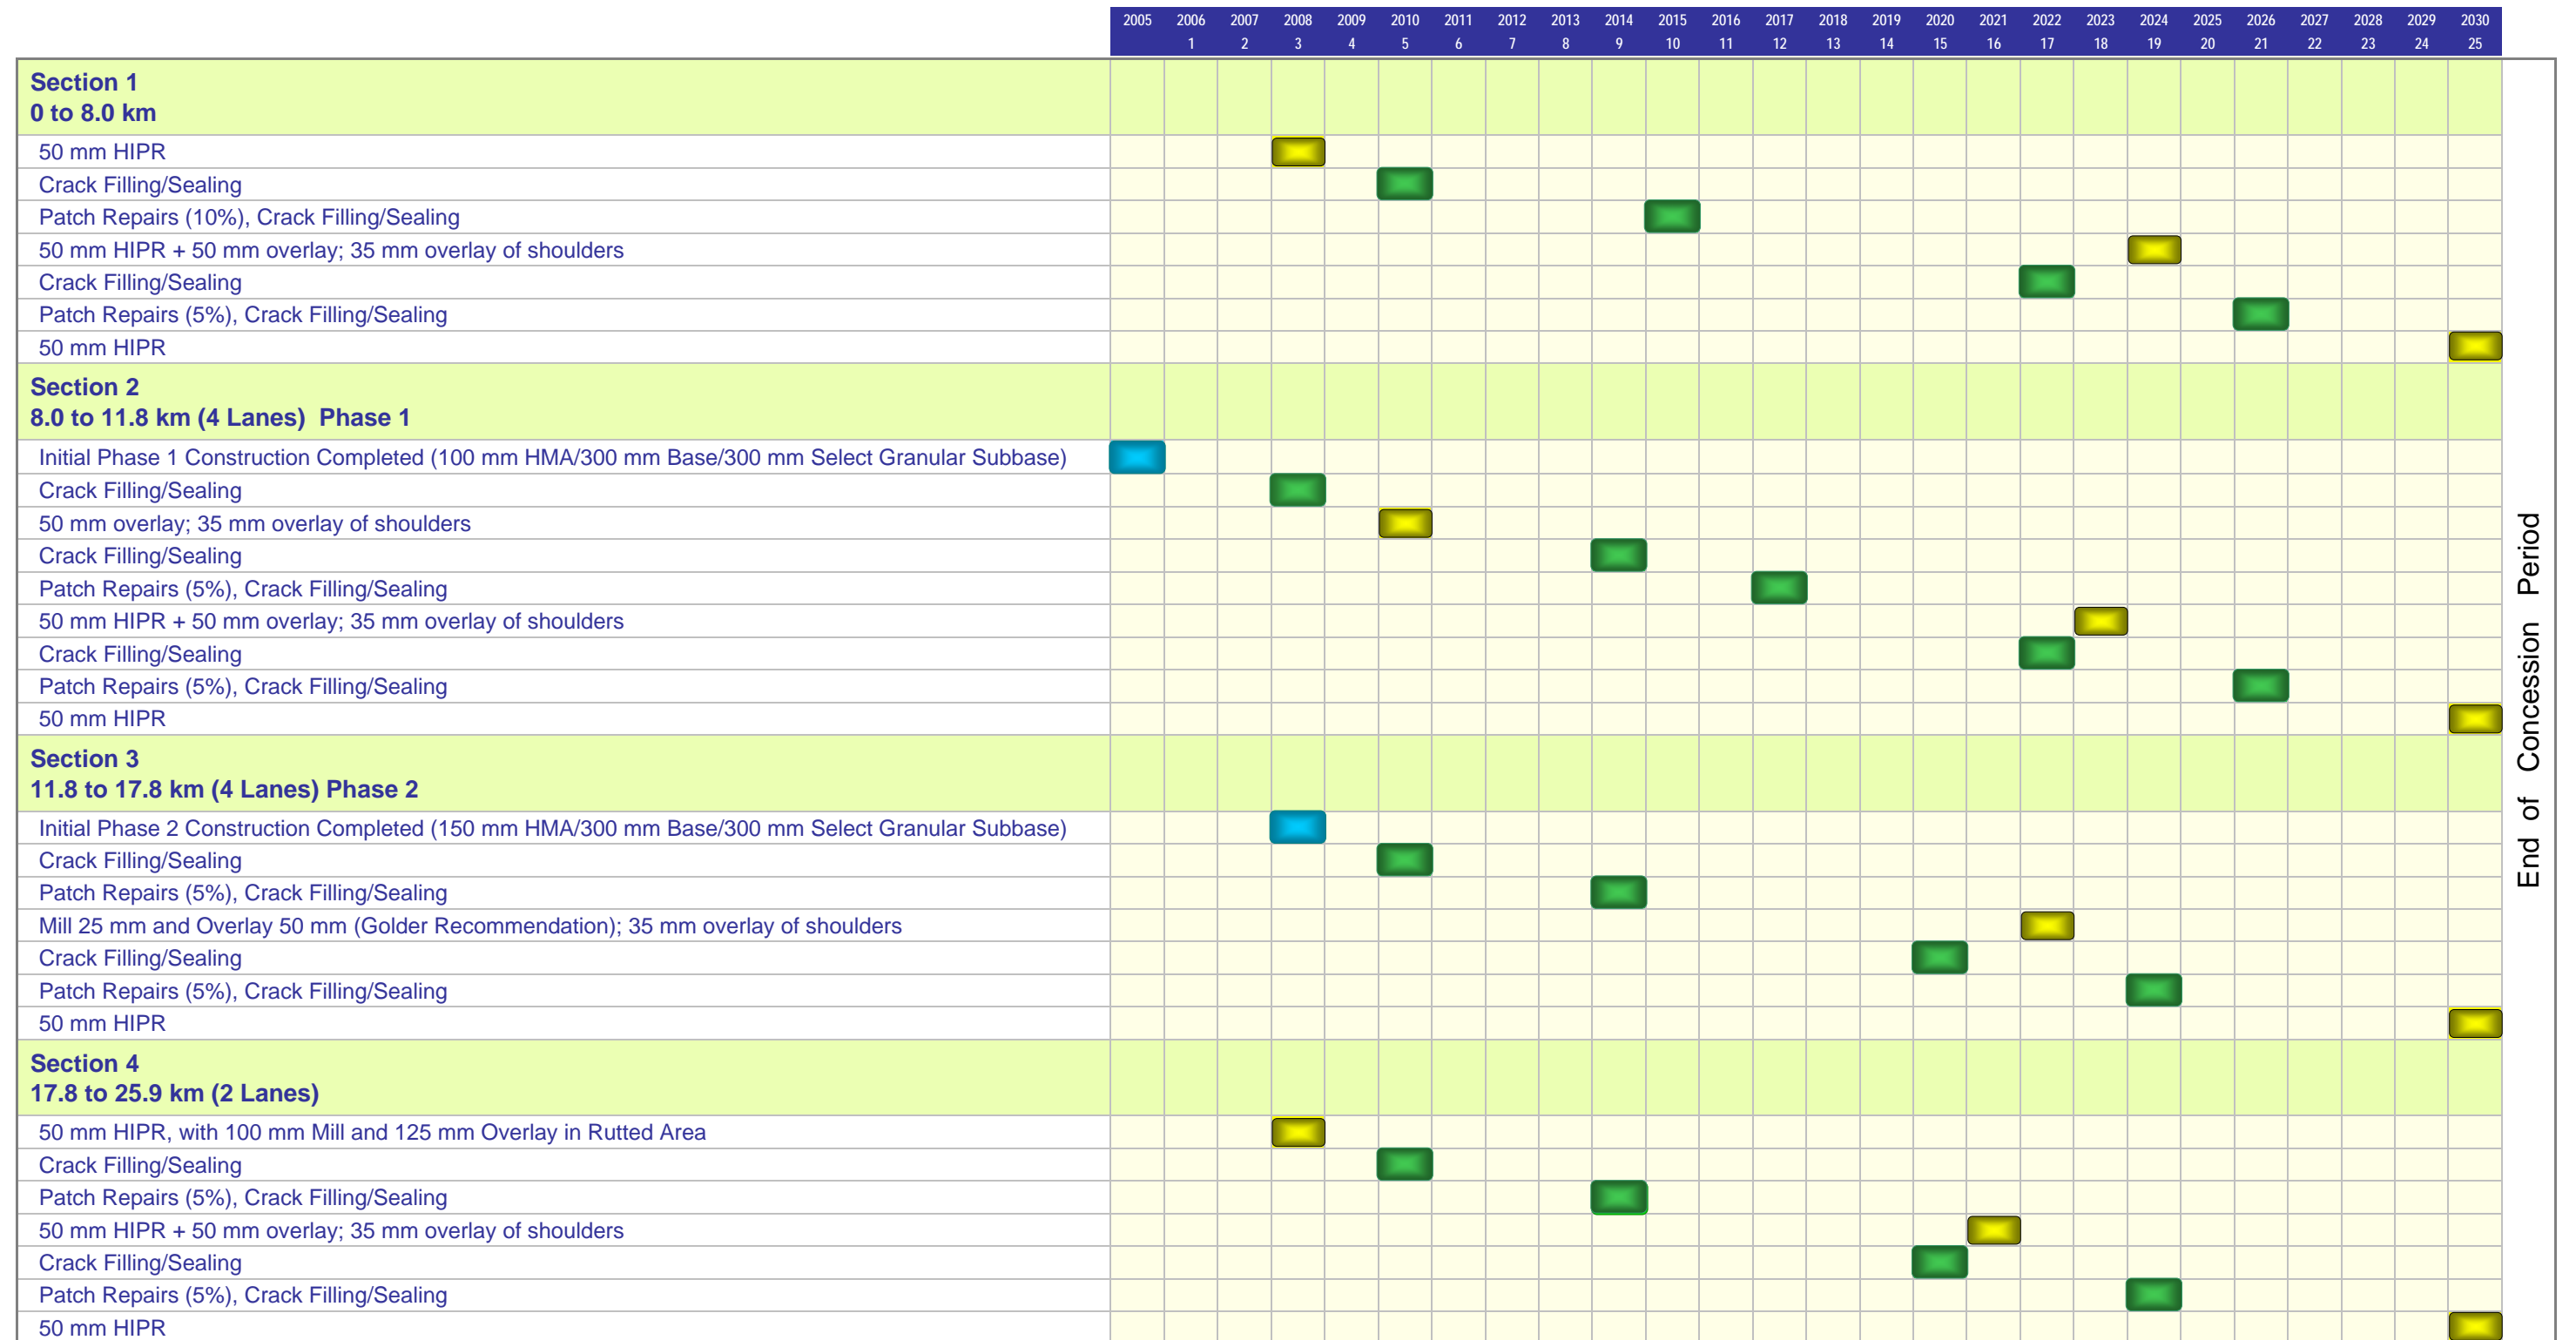 2005 2006 2007 2008 2009 2010 2011 2012 2013 2014 2015 2016 2017 2018 2019 2020 2021 2022 2023 2024 2025 2026 2027 2028 2029 2030
1 2 3 4 5 6 7 8 9 10 11 12 13 14 15 16 17 18 19 20 21 22 23 24 25
Section 1
0 to 8.0 km
50 mm HIPR
Crack Filling/Sealing
Patch Repairs (10%), Crack Filling/Sealing
50 mm HIPR + 50 mm overlay; 35 mm overlay of shoulders
Crack Filling/Sealing
Patch Repairs (5%), Crack Filling/Sealing
50 mm HIPR
Section 2
8.0 to 11.8 km (4 Lanes) Phase 1
Initial Phase 1 Construction Completed (100 mm HMA/300 mm Base/300 mm Select Granular Subbase)
Crack Filling/Sealing
50 mm overlay; 35 mm overlay of shoulders
Crack Filling/Sealing
Patch Repairs (5%), Crack Filling/Sealing
50 mm HIPR + 50 mm overlay; 35 mm overlay of shoulders
Crack Filling/Sealing
Patch Repairs (5%), Crack Filling/Sealing
50 mm HIPR
Section 3
11.8 to 17.8 km (4 Lanes) Phase 2
Initial Phase 2 Construction Completed (150 mm HMA/300 mm Base/300 mm Select Granular Subbase)
Crack Filling/Sealing
Patch Repairs (5%), Crack Filling/Sealing
Mill 25 mm and Overlay 50 mm (Golder Recommendation); 35 mm overlay of shoulders
Crack Filling/Sealing
Patch Repairs (5%), Crack Filling/Sealing
50 mm HIPR
Section 4
17.8 to 25.9 km (2 Lanes)
50 mm HIPR, with 100 mm Mill and 125 mm Overlay in Rutted Area
Crack Filling/Sealing
Patch Repairs (5%), Crack Filling/Sealing
50 mm HIPR + 50 mm overlay; 35 mm overlay of shoulders
Crack Filling/Sealing
Patch Repairs (5%), Crack Filling/Sealing
50 mm HIPR
End of Concession Period